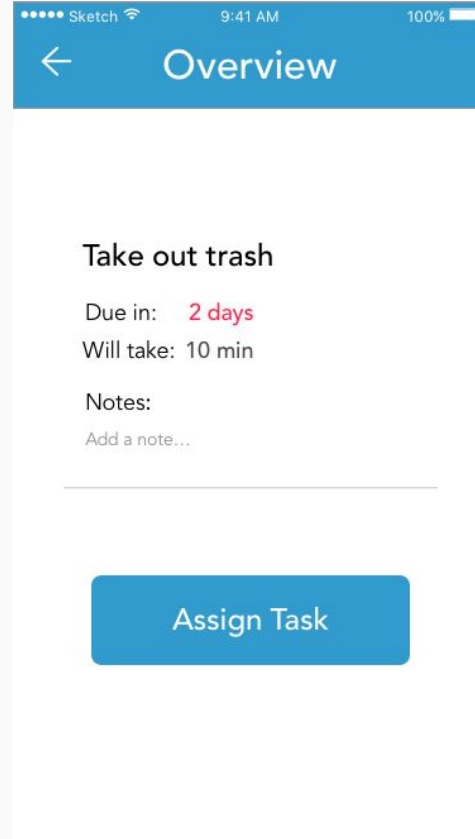 Sketch 9:41 AM 100%
Overview
Take out trash
Due in: 2 days
Will take: 10 min
Notes:
Add a note...
Assign Task